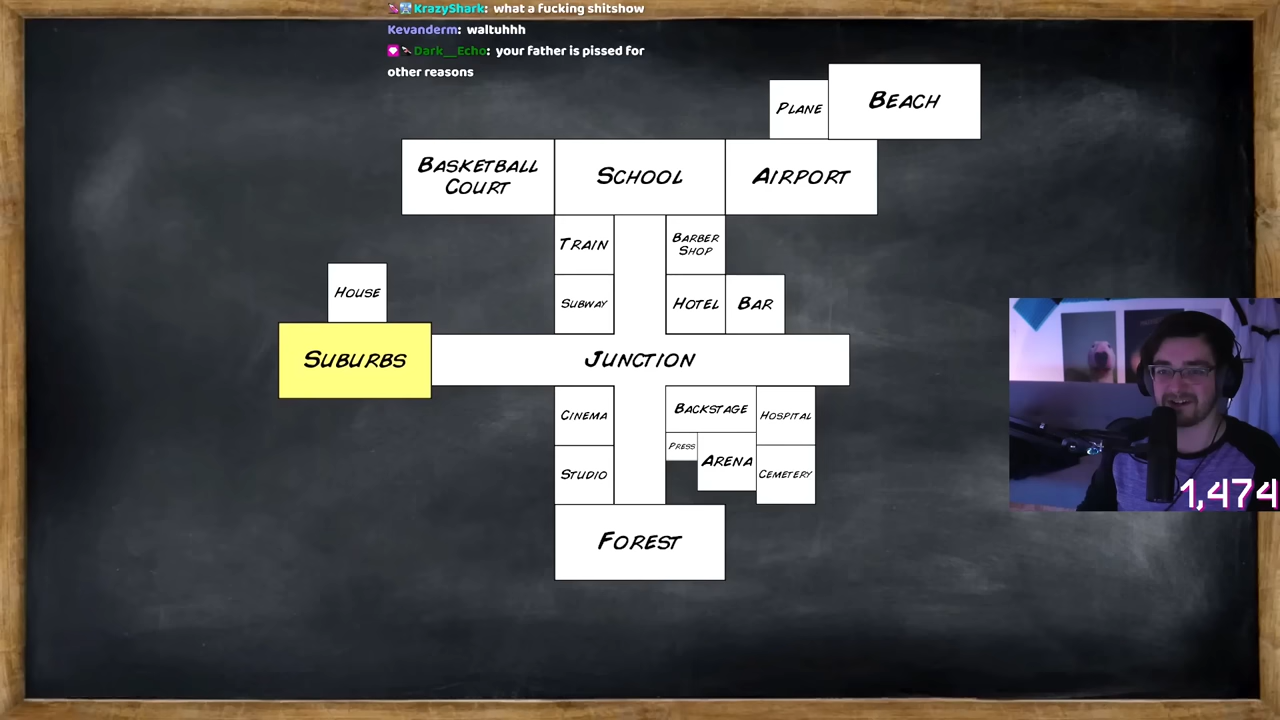 KrazyShark: what a fucking shitshow
Kevanderm: waltuhhh
Dark__Echo: your father is pissed for
other reasons
BEACH
PLANE
BASKETBALL
COURT
SCHOOL
AIRPORT
TRAIN
BARBER
SHOP
HOUSE
SUBWAY
HOTEL
BAR
SUBURBS
JUNCTION
CINEMA
BACKSTAGE
HOSPITAL
PRESS
ARENA
STUDIO
CEMETERY
1,474
FOREST